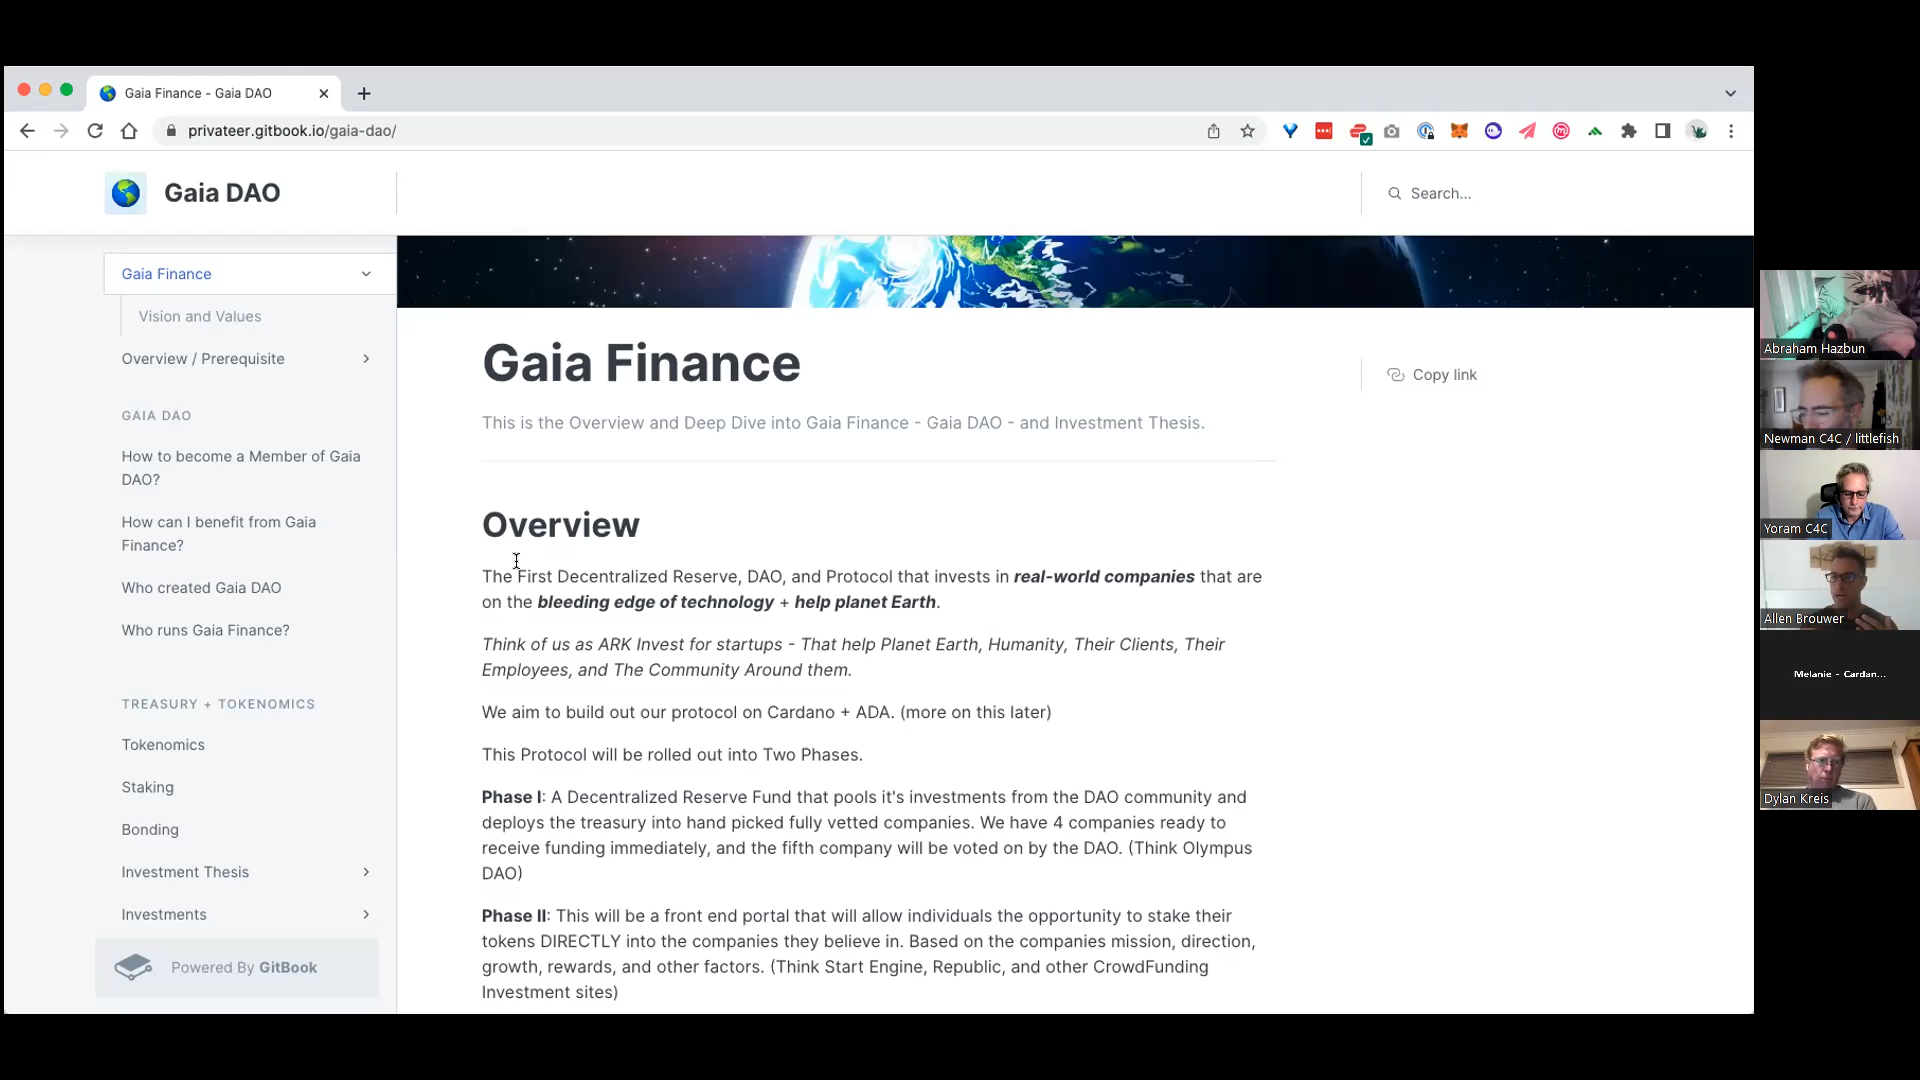 Gaia Finance - Gaia DAO
privateer.gitbook.io/gaia-dao/
Gaia DAO
Search...
Gaia Finance
Vision and Values
Overview / Prerequisite
GAIA DAO
How to become a Member of Gaia
DAO?
How can I benefit from Gaia
Finance?
Who created Gaia DAO
Who runs Gaia Finance?
TREASURY + TOKENOMICS
Tokenomics
Staking
Bonding
Investment Thesis
Investments
Powered By GitBook
Gaia Finance
Copy link
This is the Overview and Deep Dive into Gaia Finance - Gaia DAO - and Investment Thesis.
Overview
The First Decentralized Reserve, DAO, and Protocol that invests in real-world companies that are
on the bleeding edge of technology + help planet Earth.
Think of us as ARK Invest for startups - That help Planet Earth, Humanity, Their Clients, Their
Employees, and The Community Around them.
We aim to build out our protocol on Cardano + ADA. (more on this later)
This Protocol will be rolled out into Two Phases.
Phase I: A Decentralized Reserve Fund that pools it's investments from the DAO community and
deploys the treasury into hand picked fully vetted companies. We have 4 companies ready to
receive funding immediately, and the fifth company will be voted on by the DAO. (Think Olympus
DAO)
Phase II: This will be a front end portal that will allow individuals the opportunity to stake their
tokens DIRECTLY into the companies they believe in. Based on the companies mission, direction,
growth, rewards, and other factors. (Think Start Engine, Republic, and other CrowdFunding
Investment sites)
Abraham Hazbun
Newman C4C / littlefish
Yoram C4C
Allen Brouwer
Melanie - Cardan...
Dylan Kreis